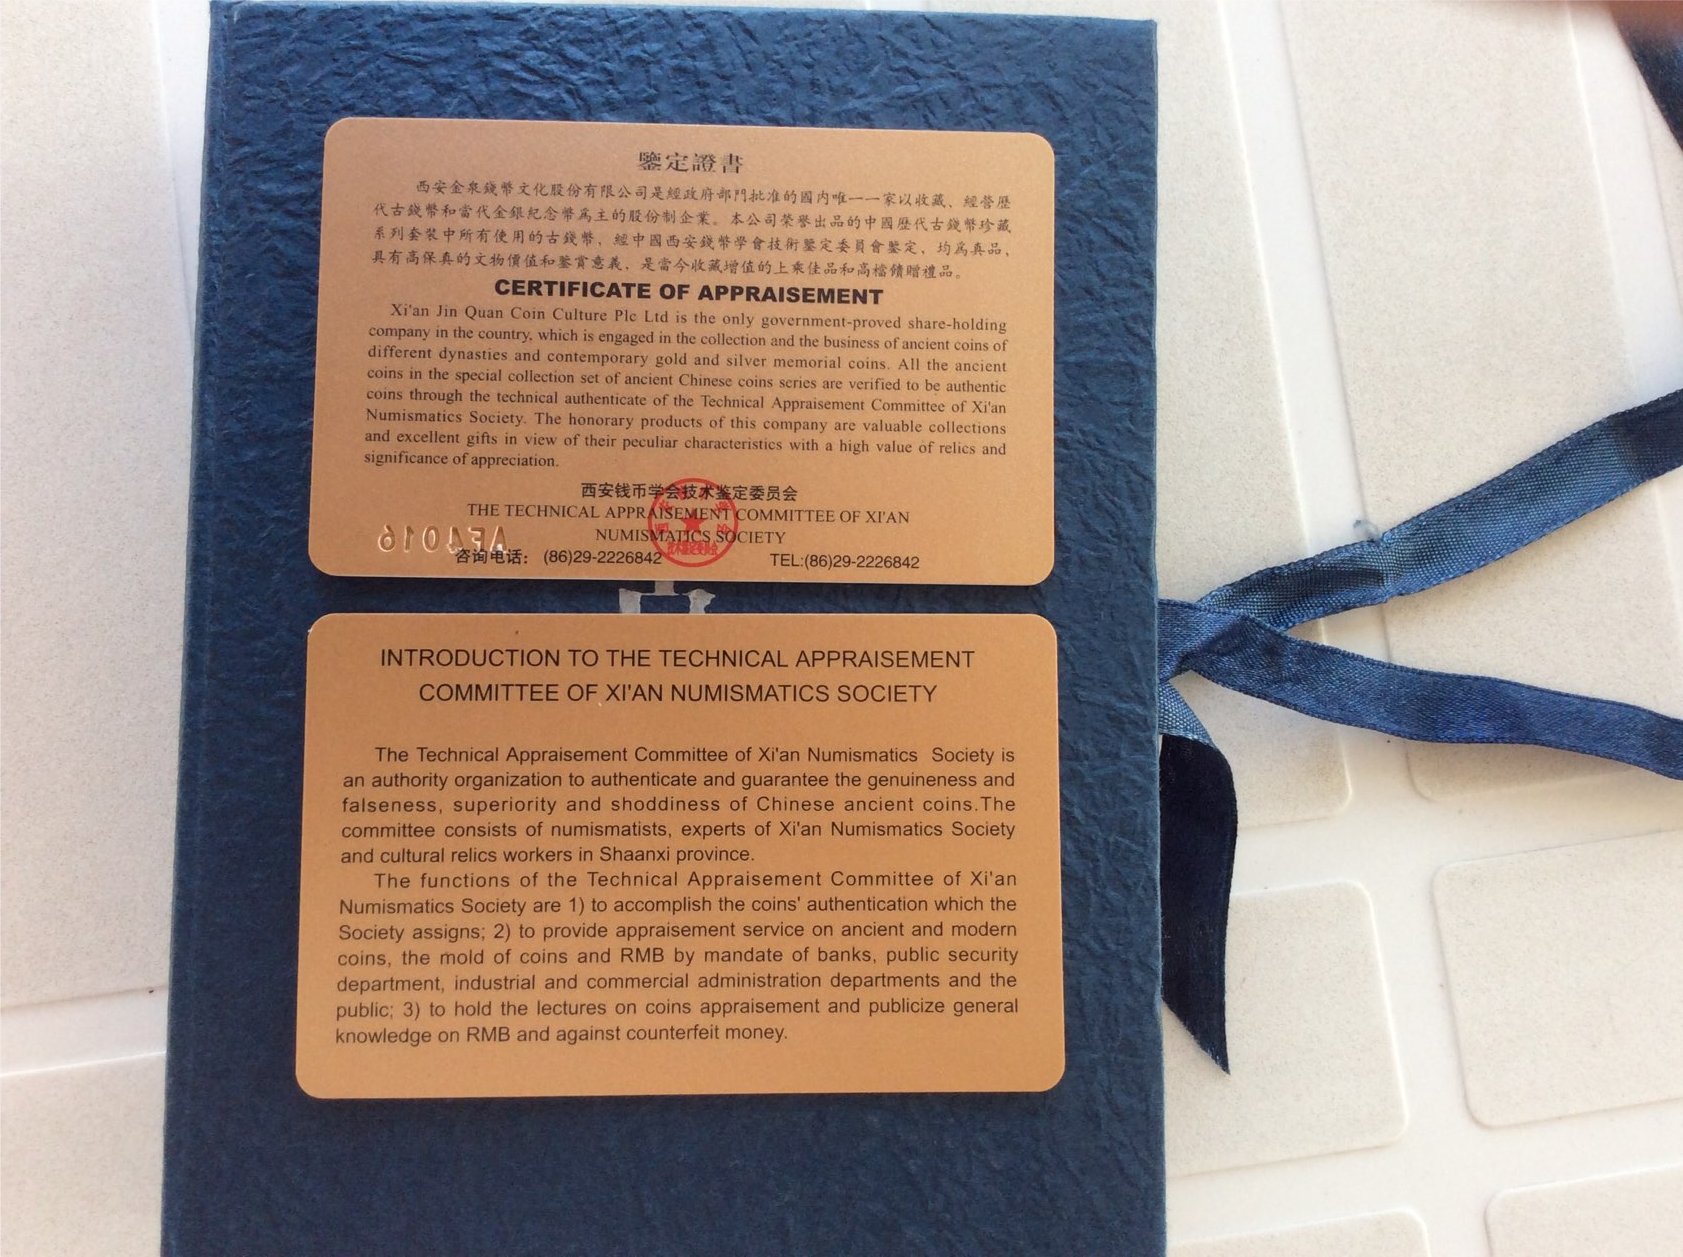 鑒定證書
西安金泉錢幣文化股份有限公司是經政府部門批准的國内唯一一家以收藏、經營歷
代古錢幣和當代金銀紀念幣爲主的股份制企業。本公司榮譽出品的中國歷代古錢幣珍藏
系列套裝中所有使用的古錢幣，經中國西安錢幣學會技術鑒定委員會鑒定，均爲真品，
具有高保真的文物價值和鑒賞意義，是當今收藏增值的上乘佳品和高檔饋贈禮品。
CERTIFICATE OF APPRAISEMENT
Xi'an Jin Quan Coin Culture Plc Ltd is the only government-proved share-holding
company in the country, which is engaged in the collection and the business of ancient coins of
different dynasties and contemporary gold and silver memorial coins. All the ancient
coins in the special collection set of ancient Chinese coins series are verified to be authentic
coins through the technical authenticate of the Technical Appraisement Committee of Xi'an
Numismatics Society. The honorary products of this company are valuable collections
and excellent gifts in view of their peculiar characteristics with a high value of relics and
significance of appreciation.
西安钱币学会技术鉴定委员会
THE TECHNICAL APPRAISEMENT COMMITTEE OF XI'AN
NUMISMATICS SOCIETY
AF4016
咨询电话： (86)29-2226842 TEL:(86)29-2226842
INTRODUCTION TO THE TECHNICAL APPRAISEMENT
COMMITTEE OF XI'AN NUMISMATICS SOCIETY
The Technical Appraisement Committee of Xi'an Numismatics Society is
an authority organization to authenticate and guarantee the genuineness and
falseness, superiority and shoddiness of Chinese ancient coins.The
committee consists of numismatists, experts of Xi'an Numismatics Society
and cultural relics workers in Shaanxi province.
The functions of the Technical Appraisement Committee of Xi'an
Numismatics Society are 1) to accomplish the coins' authentication which the
Society assigns; 2) to provide appraisement service on ancient and modern
coins, the mold of coins and RMB by mandate of banks, public security
department, industrial and commercial administration departments and the
public; 3) to hold the lectures on coins appraisement and publicize general
knowledge on RMB and against counterfeit money.